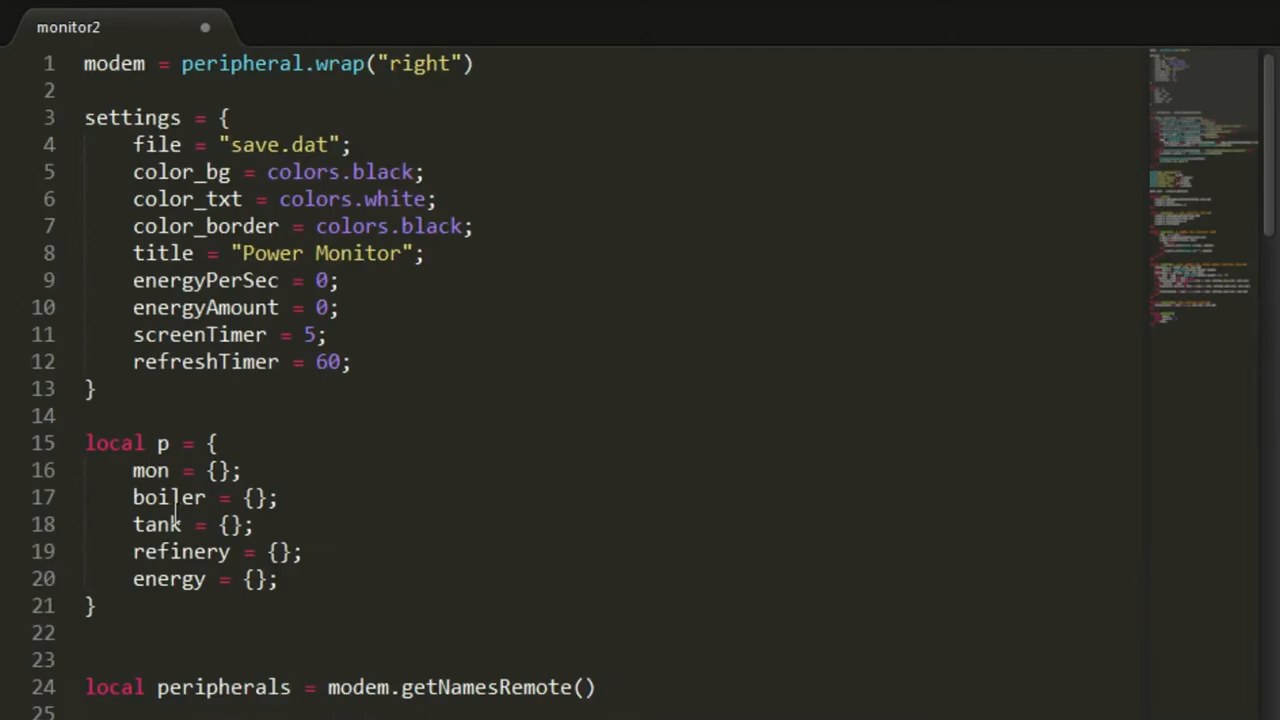 monitor2
1 modem = peripheral.wrap("right")
2
3 settings = {
4 file = "save.dat";
5 color_bg = colors.black;
6 color_txt = colors.white;
7 color_border = colors.black;
8 title = "Power Monitor";
9 energyPerSec = 0;
10 energyAmount = 0;
11 screenTimer = 5;
12 refreshTimer = 60;
13 }
14
15 local p = {
16 mon = {};
17 boiler = {};
18 tank = {};
19 refinery = {};
20 energy = {};
21 }
22
23
24 local peripherals = modem.getNamesRemote()
25